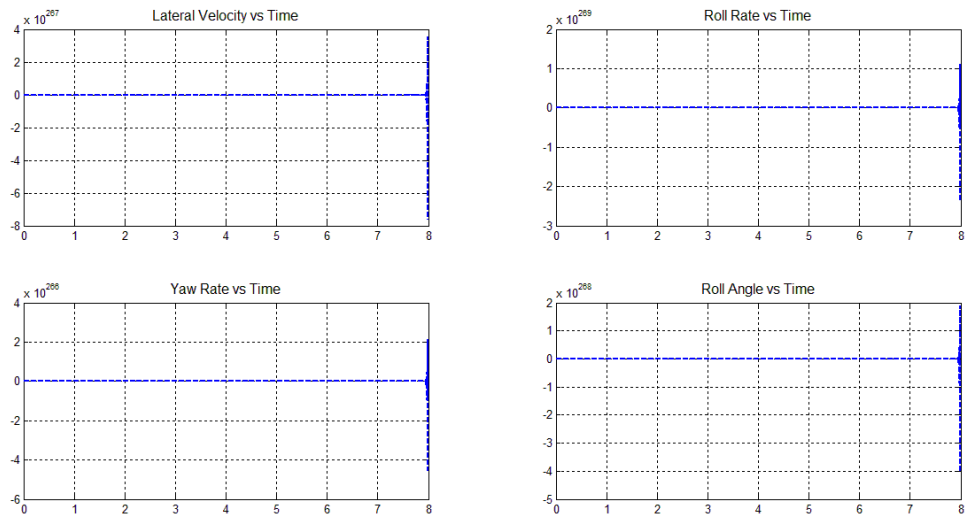 x 10^267
Lateral Velocity vs Time
4
2
0
-2
-4
-6
-8
0 1 2 3 4 5 6 7 8
x 10^269
Roll Rate vs Time
2
1
0
-1
-2
-3
0 1 2 3 4 5 6 7 8
x 10^266
Yaw Rate vs Time
4
2
0
-2
-4
-6
0 1 2 3 4 5 6 7 8
x 10^268
Roll Angle vs Time
2
1
0
-1
-2
-3
-4
-5
0 1 2 3 4 5 6 7 8